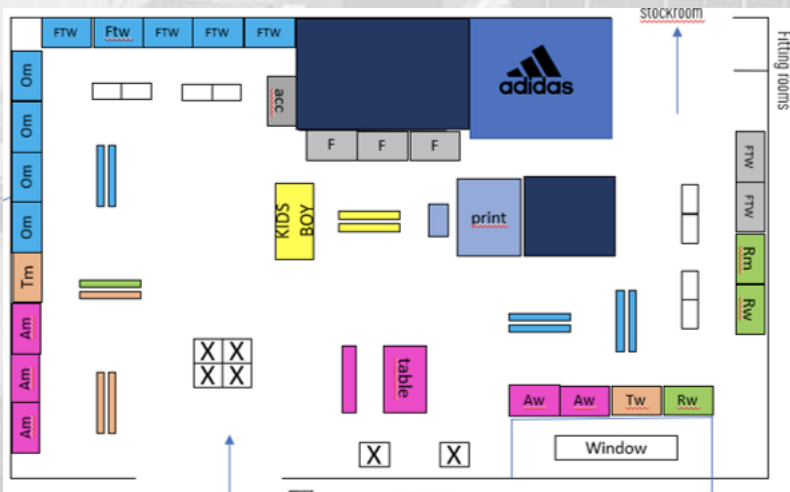 stockroom
FTW Ftw FTW FTW FTW
Fitting rooms
adidas
acc
F F F
Om
Om
Om
Om
Tm
Am
Am
Am
KIDS
BOY
print
FTW
FTW
Rm
Rw
X X
X X
table
Aw Aw Tw Rw
X X
Window